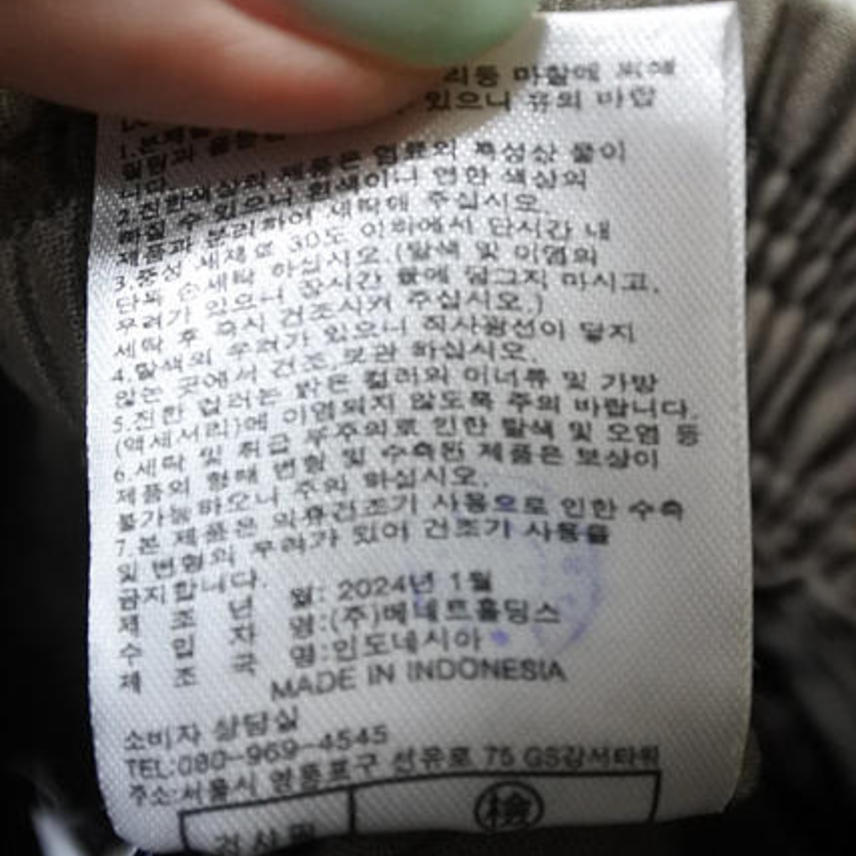 리등 마찰에 의해
있으니 유의 바랍
1.본제품
제품은 염료의 특성상 물이
니다.
2.진한색상의 흰색이나 연한 색상의
빠질 수 있으니 세탁해 주십시오.
제품과 분리하여
3.중성 세제로 30도 이하에서 단시간 내
단독 손세탁 하십시오.(탈색 및 이염의
우려가 있으니 장시간 물에 담그지 마시고,
세탁 후 즉시 건조시켜 주십시오.)
4.탈색의 우려가 있으니 직사광선이 닿지
않는 곳에서 건조,보관 하십시오.
5.진한 컬러는 밝은 컬러의 이너류 및 가방
(액세서리)에 이염되지 않도록 주의 바랍니다.
6.세탁 및 취급 부주의로 인한 탈색 및 오염 등
제품의 형태 변형 및 수축된 제품은 보상이
불가능하오니 주의 하십시오.
7.본 제품은 의류건조기 사용으로 인한 수축
및 변형의 우려가 있어 건조기 사용을
금지합니다.
제 조 년 월: 2024년 1월
수 입 자 명:(주)메네트홀딩스
제 조 국 명:인도네시아
MADE IN INDONESIA
소비자 상담실
TEL:080-969-4545
주소:서울시 영등포구 선유로 75 GS강서타워
검사필 檢